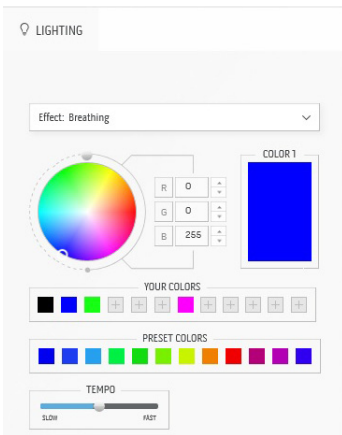 LIGHTING
Effect: Breathing
COLOR 1
R 0
G 0
B 255
YOUR COLORS
PRESET COLORS
TEMPO
SLOW FAST